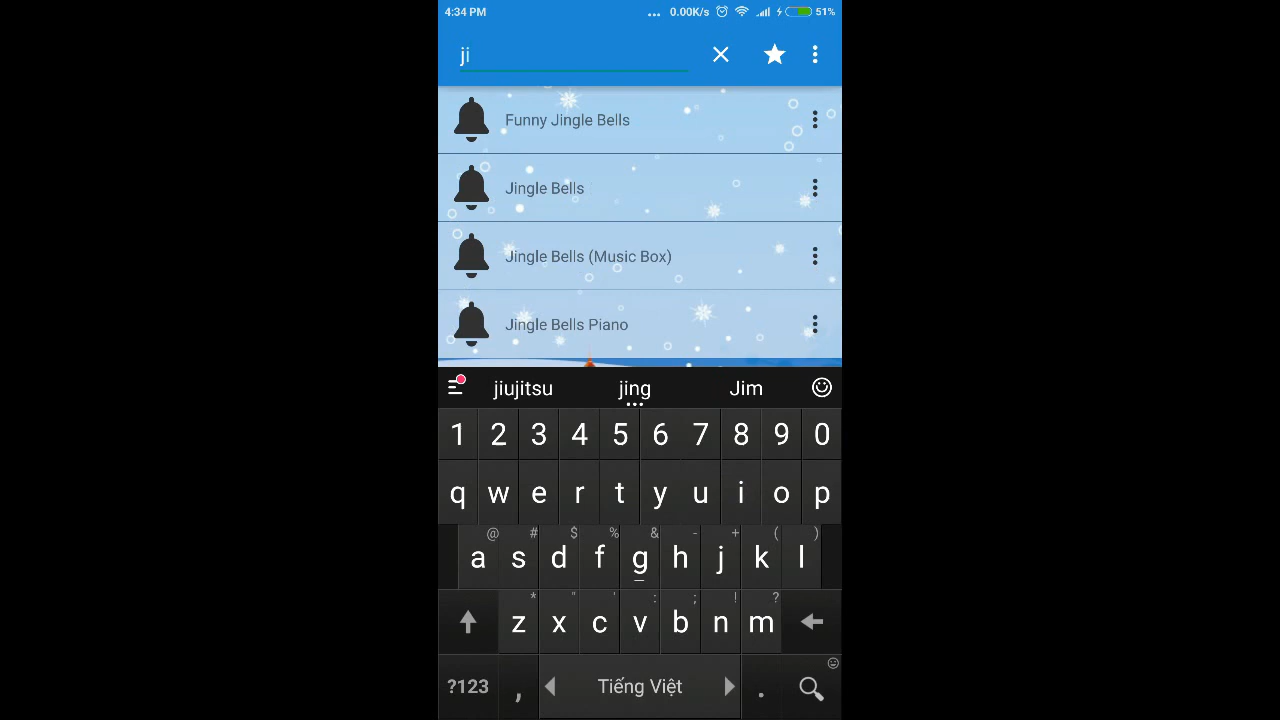 4:34 PM ... 0.00K/s 51%
ji
Funny Jingle Bells
Jingle Bells
Jingle Bells (Music Box)
Jingle Bells Piano
jiujitsu jing Jim
1 2 3 4 5 6 7 8 9 0
q w e r t y u i o p
@ # $ % & - + ( )
a s d f g h j k l
* " ' : ; ! ?
z x c v b n m
?123 , Tiếng Việt .